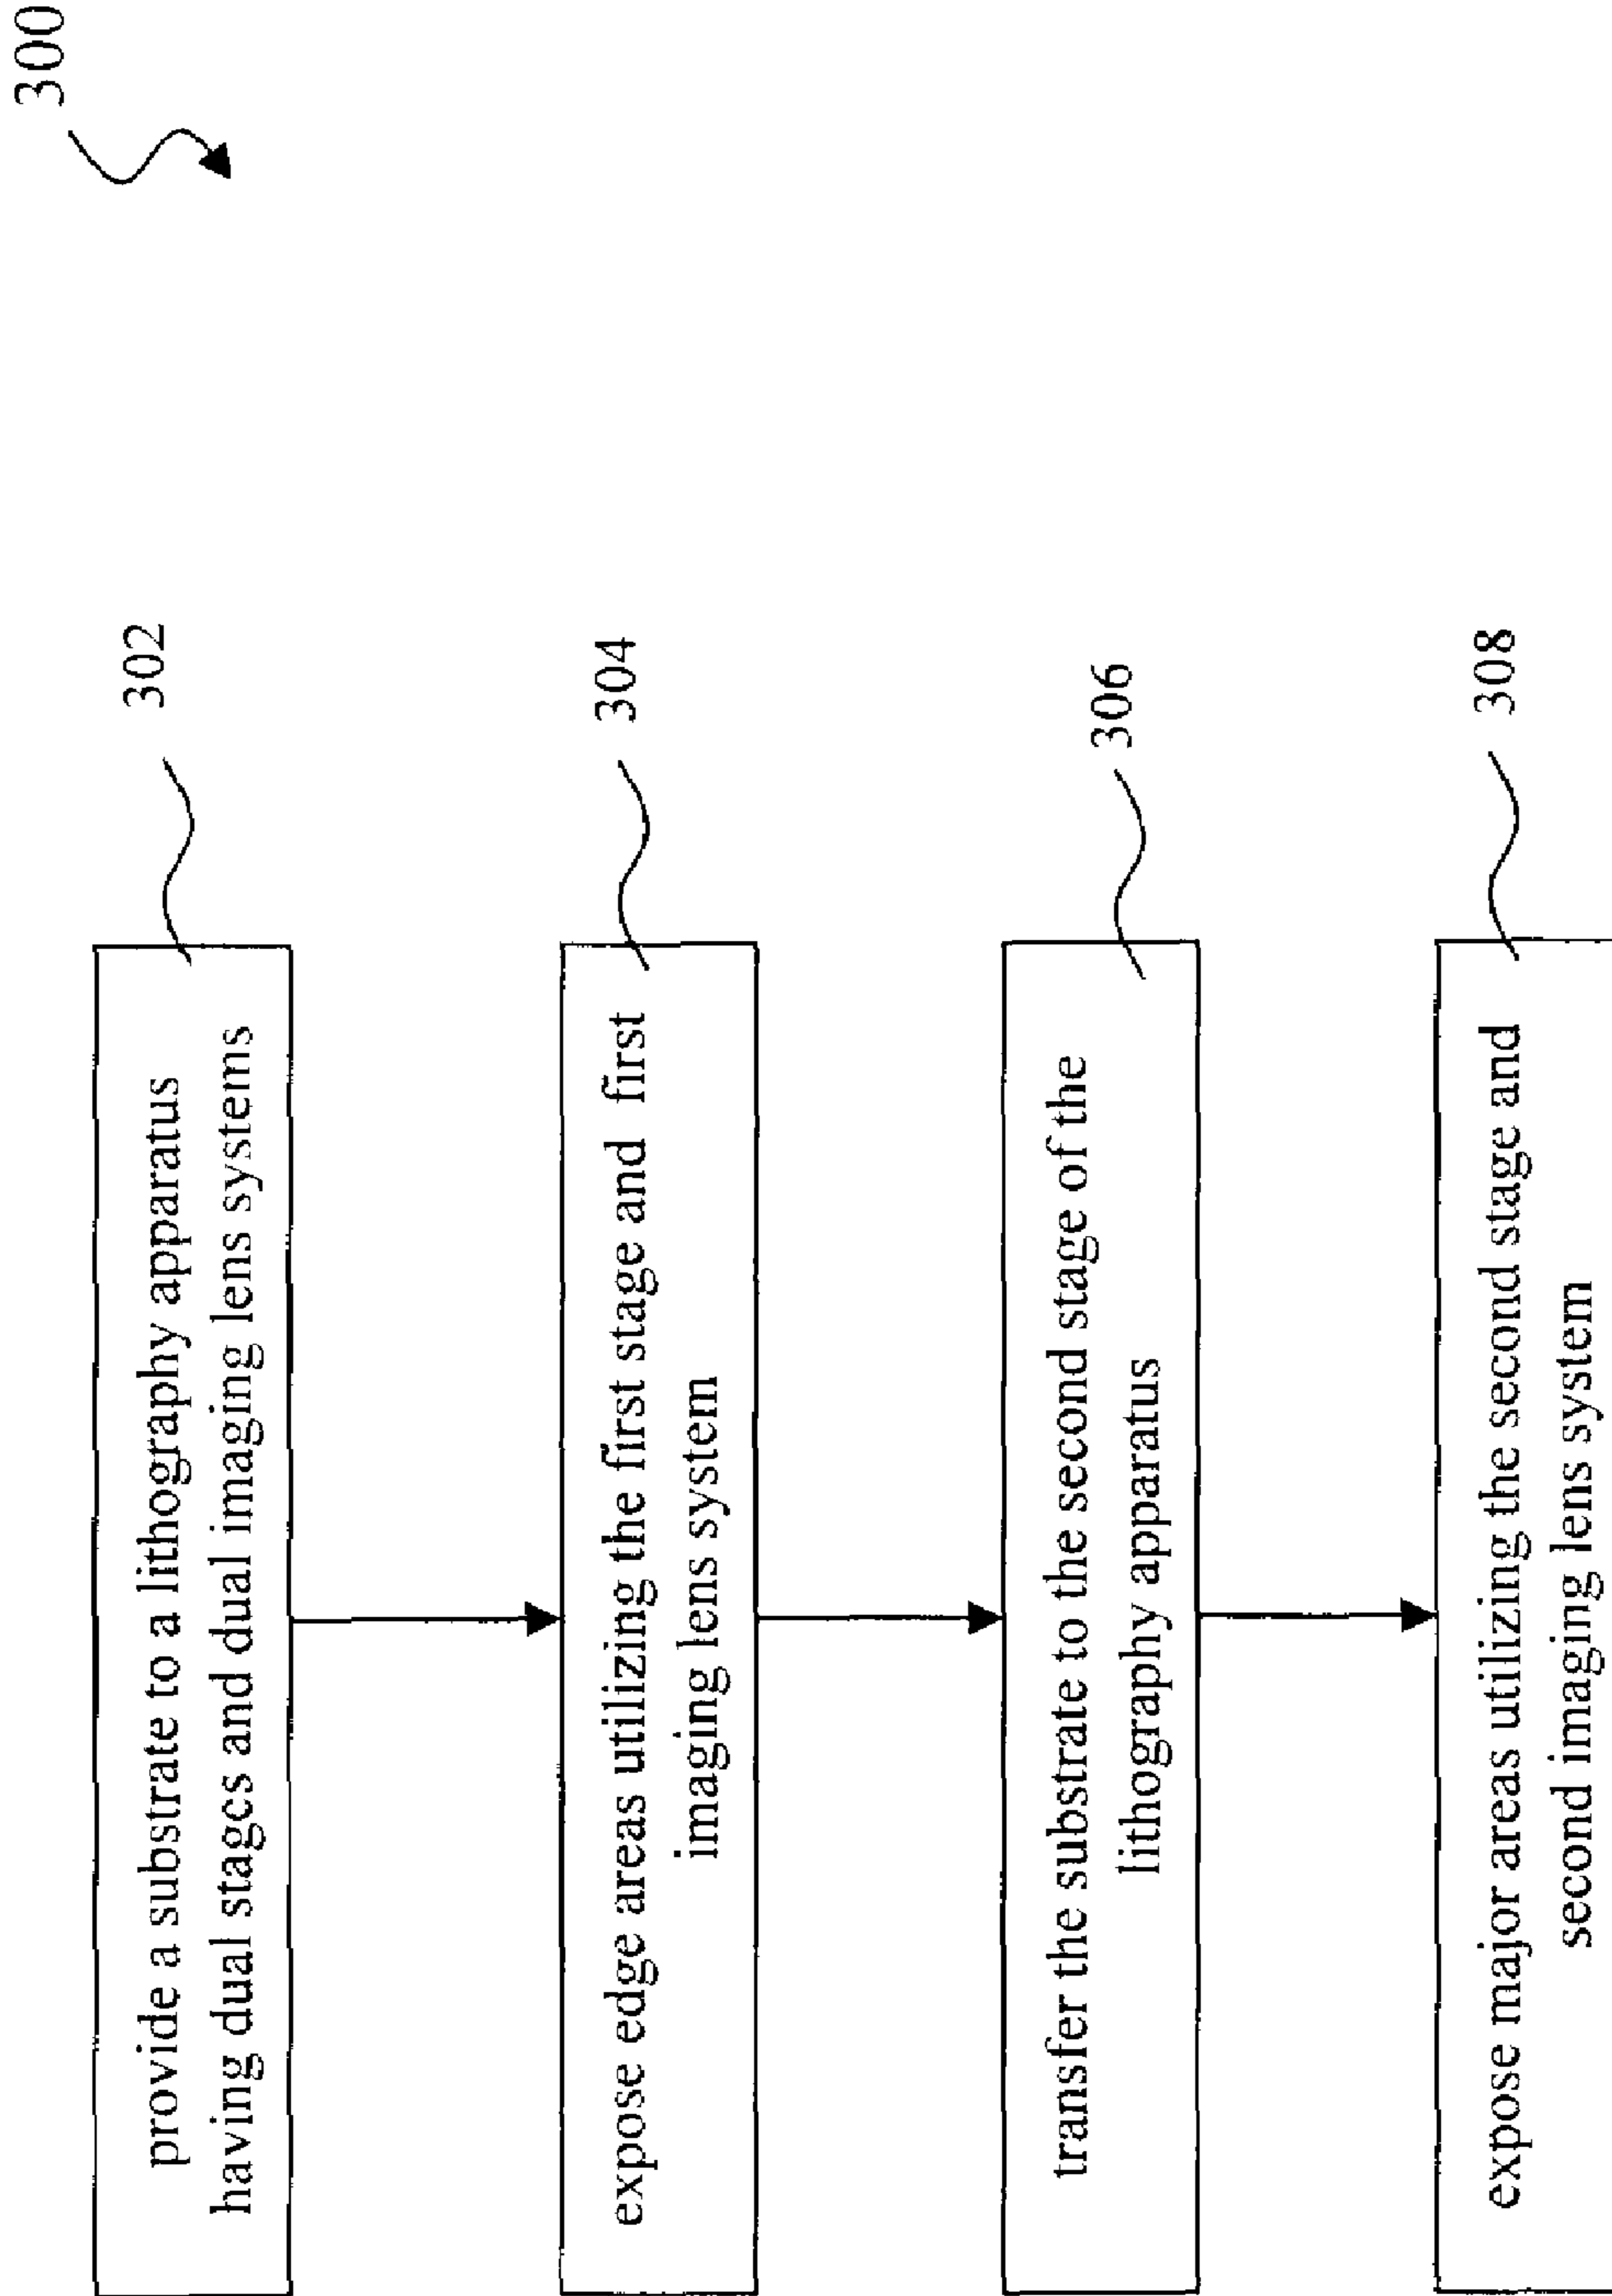 300
provide a substrate to a lithography apparatus
having dual stages and dual imaging lens systems
302
expose edge areas utilizing the first stage and first
imaging lens system
304
transfer the substrate to the second stage of the
lithography apparatus
306
expose major areas utilizing the second stage and
second imaging lens system
308